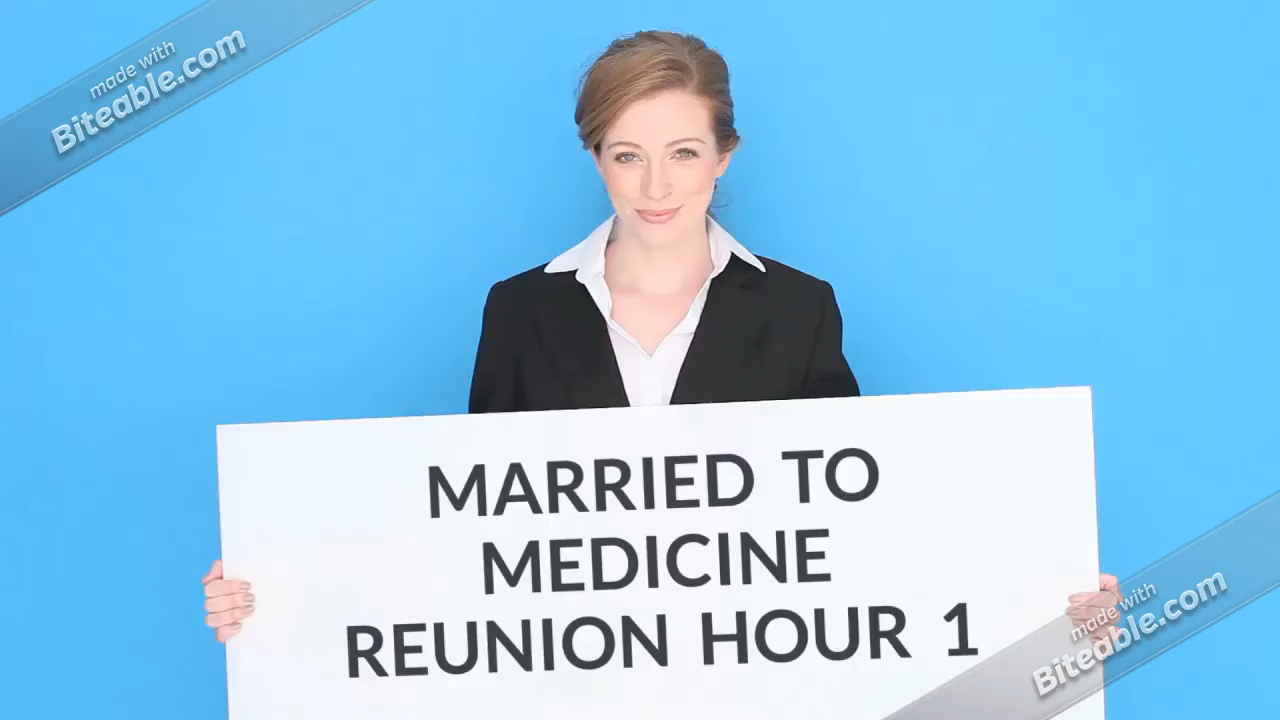 made with
Biteable.com
MARRIED TO
MEDICINE
REUNION HOUR 1
made with
Biteable.com